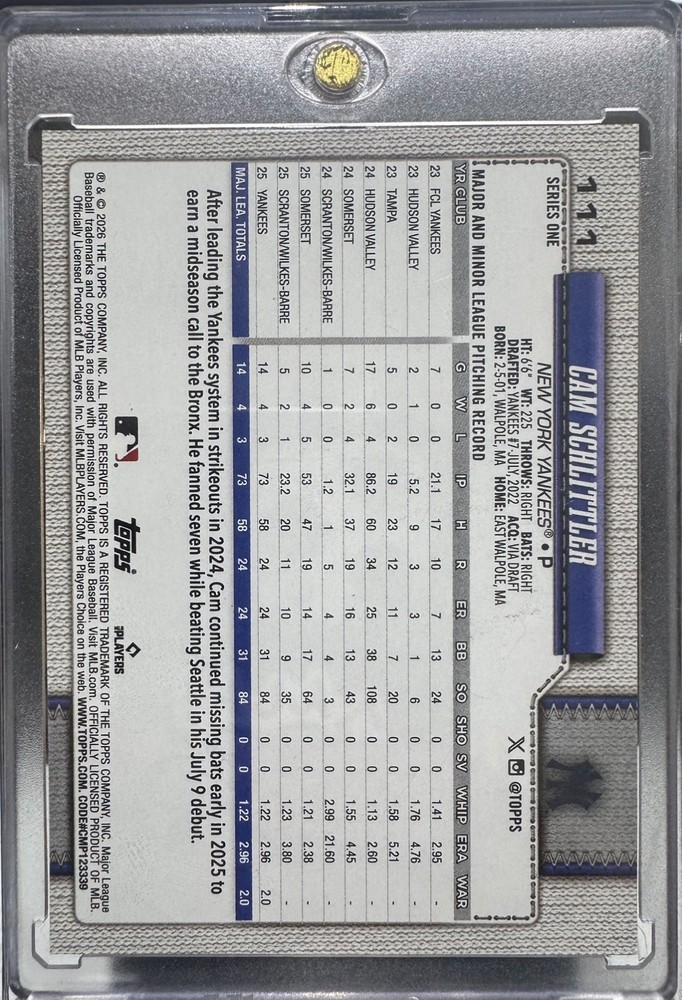 111
SERIES ONE
CAM SCHLITTLER
NEW YORK YANKEES® • P
HT: 6'6" WT: 225 THROWS: RIGHT BATS: RIGHT
DRAFTED: YANKEES #7-JULY, 2022 ACQ: VIA DRAFT
BORN: 2-5-01, WALPOLE, MA HOME: EAST WALPOLE, MA
NY
X @TOPPS
MAJOR AND MINOR LEAGUE PITCHING RECORD
YR CLUB G W L IP H R ER BB SO SHO SV WHIP ERA WAR
23 FCL YANKEES 7 0 0 21.1 17 10 7 13 24 0 0 1.41 2.95 -
23 HUDSON VALLEY 2 1 0 5.2 9 3 3 1 6 0 0 1.76 4.76 -
23 TAMPA 5 0 2 19 23 12 11 7 20 0 0 1.58 5.21 -
24 HUDSON VALLEY 17 6 4 86.2 60 34 25 38 108 0 0 1.13 2.60 -
24 SOMERSET 7 2 4 32.1 37 19 16 13 43 0 0 1.55 4.45 -
24 SCRANTON/WILKES-BARRE 1 0 0 1.2 1 5 4 4 3 0 0 2.99 21.60 -
25 SOMERSET 10 4 5 53 47 19 14 17 64 0 0 1.21 2.38 -
25 SCRANTON/WILKES-BARRE 5 2 1 23.2 20 11 10 9 35 0 0 1.23 3.80 -
25 YANKEES 14 4 3 73 58 24 24 31 84 0 0 1.22 2.96 2.0
MAJ. LEA. TOTALS 14 4 3 73 58 24 24 31 84 0 0 1.22 2.96 2.0
After leading the Yankees system in strikeouts in 2024, Cam continued missing bats early in 2025 to
earn a midseason call to the Bronx. He fanned seven while beating Seattle in his July 9 debut.
topps® PLAYERS
® & © 2026 THE TOPPS COMPANY, INC. ALL RIGHTS RESERVED. TOPPS IS A REGISTERED TRADEMARK OF THE TOPPS COMPANY, INC. Major League
Baseball trademarks and copyrights are used with permission of Major League Baseball. Visit MLB.com. OFFICIALLY LICENSED PRODUCT OF MLB.
Officially Licensed Product of MLB Players, Inc. Visit MLBPLAYERS.COM, the Players Choice on the web. WWW.TOPPS.COM. CODE#CMP123339